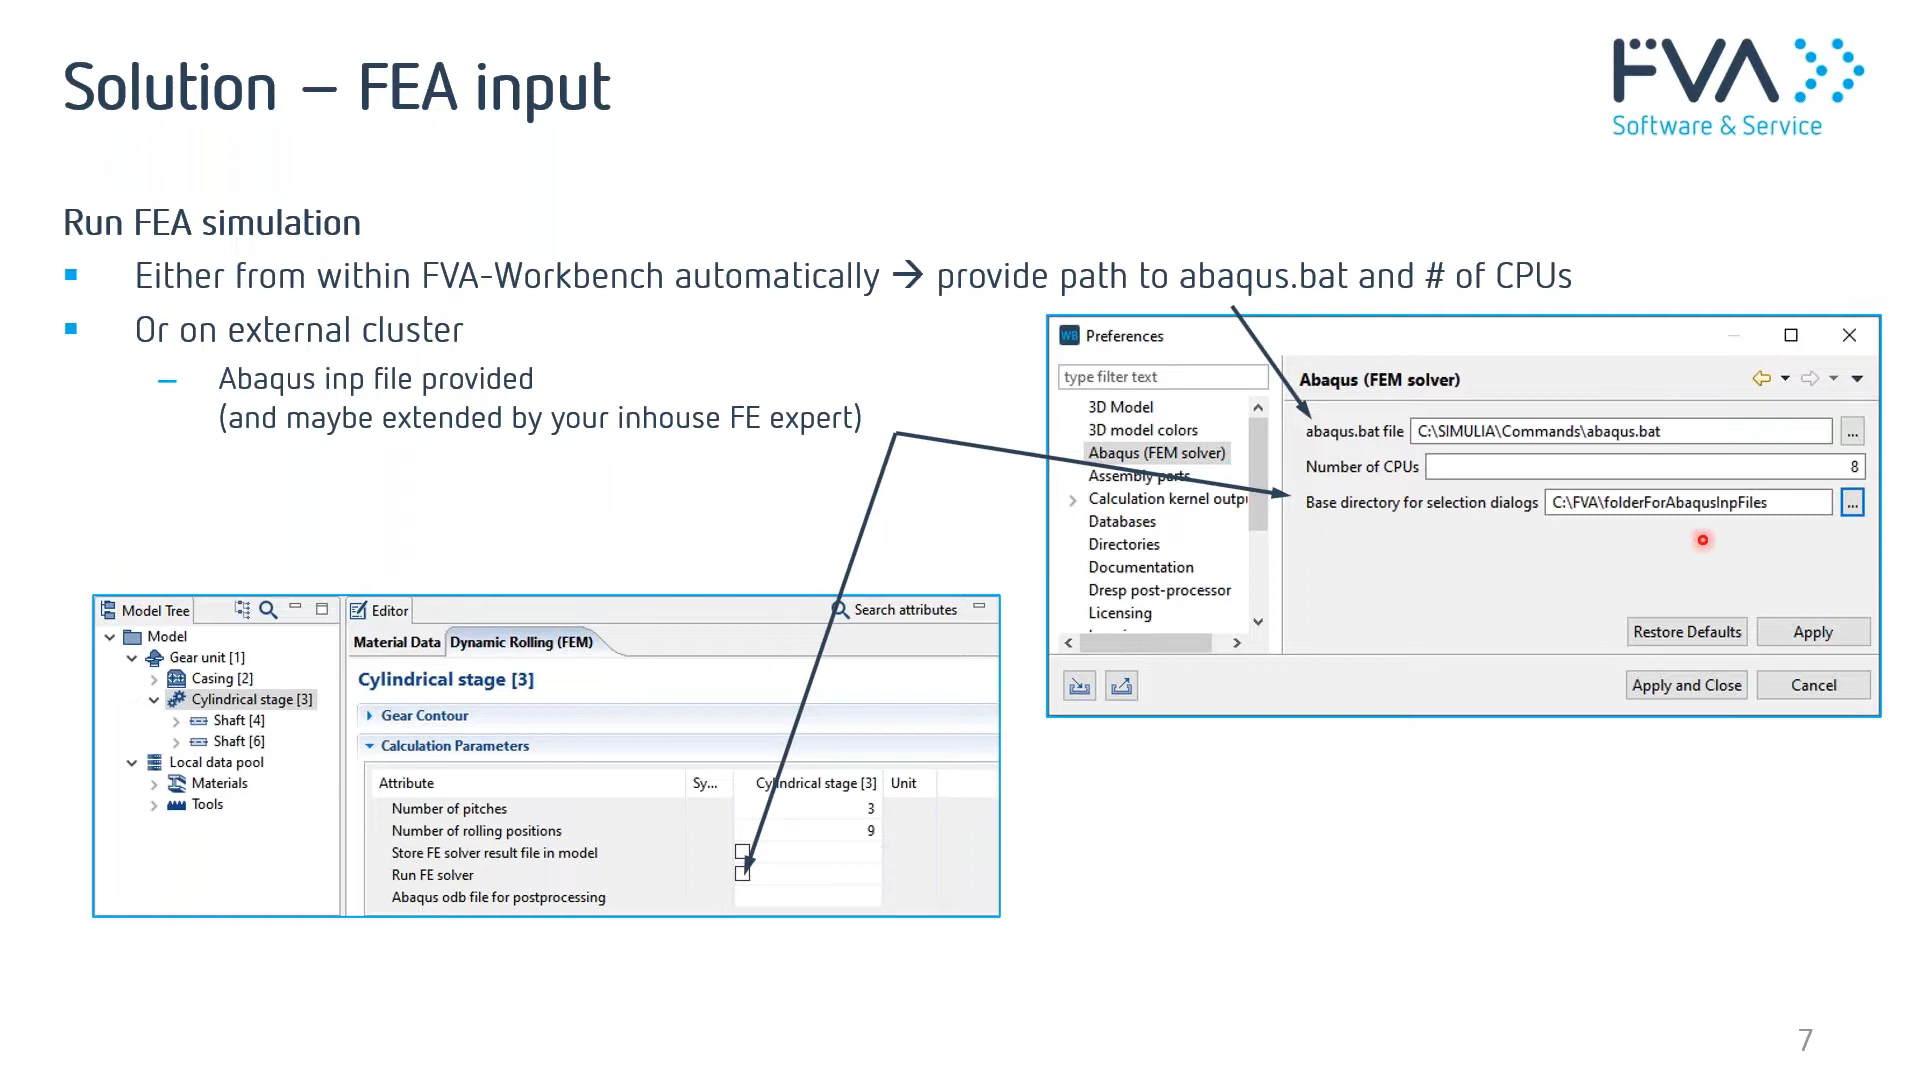 Solution – FEA input
FVA
Software & Service
Run FEA simulation
Either from within FVA-Workbench automatically → provide path to abaqus.bat and # of CPUs
Or on external cluster
– Abaqus inp file provided
(and maybe extended by your inhouse FE expert)
WB Preferences
type filter text
3D Model
3D model colors
Abaqus (FEM solver)
Assembly parts
Calculation kernel outpu
Databases
Directories
Documentation
Dresp post-processor
Licensing
Abaqus (FEM solver)
abaqus.bat file C:\SIMULIA\Commands\abaqus.bat ...
Number of CPUs 8
Base directory for selection dialogs C:\FVA\folderForAbaqusInpFiles ...
Restore Defaults Apply
Apply and Close Cancel
Model Tree
Model
Gear unit [1]
Casing [2]
Cylindrical stage [3]
Shaft [4]
Shaft [6]
Local data pool
Materials
Tools
Editor Search attributes
Material Data Dynamic Rolling (FEM)
Cylindrical stage [3]
Gear Contour
Calculation Parameters
Attribute Sy... Cylindrical stage [3] Unit
Number of pitches 3
Number of rolling positions 9
Store FE solver result file in model
Run FE solver
Abaqus odb file for postprocessing
7